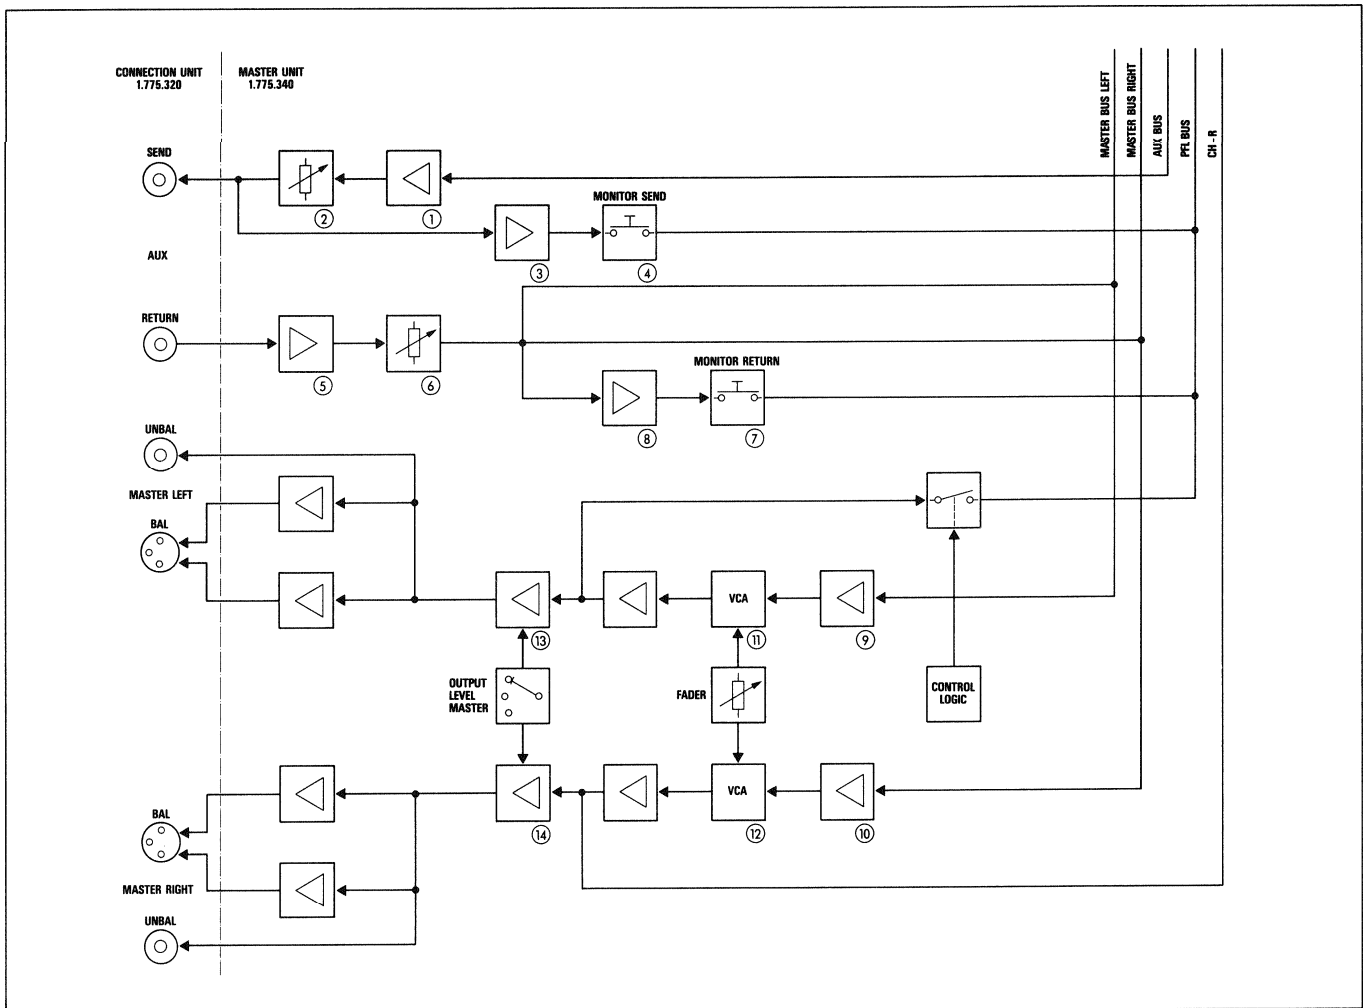 CONNECTION UNIT
1.775.320
MASTER UNIT
1.775.340
MASTER BUS LEFT
MASTER BUS RIGHT
AUX BUS
PFL BUS
CH - R
SEND
2
1
MONITOR SEND
3
4
AUX
RETURN
5
6
MONITOR RETURN
8
7
UNBAL
MASTER LEFT
BAL
VCA
13
11
9
OUTPUT
LEVEL
MASTER
FADER
CONTROL
LOGIC
VCA
BAL
14
12
10
MASTER RIGHT
UNBAL